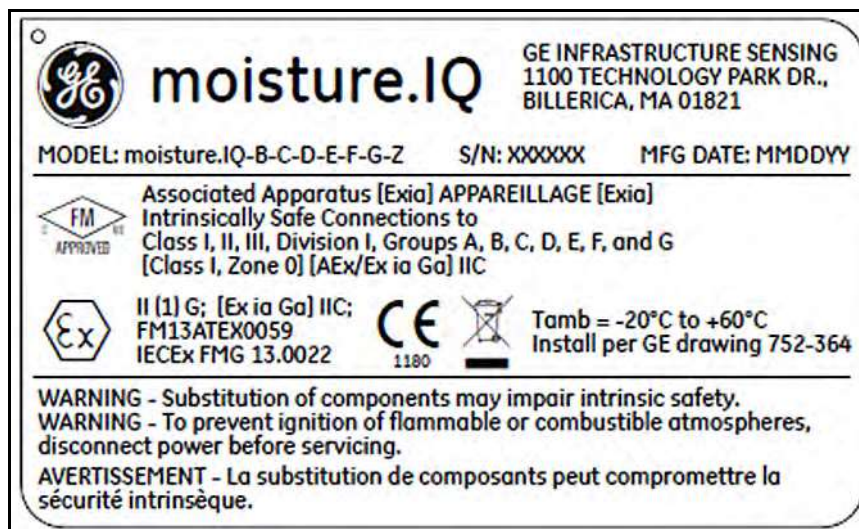 GE
moisture.IQ
GE INFRASTRUCTURE SENSING
1100 TECHNOLOGY PARK DR.,
BILLERICA, MA 01821
MODEL: moisture.IQ-B-C-D-E-F-G-Z S/N: XXXXXX MFG DATE: MMDDYY
FM
APPROVED
Associated Apparatus [Exia] APPAREILLAGE [Exia]
Intrinsically Safe Connections to
Class I, II, III, Division I, Groups A, B, C, D, E, F, and G
[Class I, Zone 0] [AEx/Ex ia Ga] IIC
Ex
II (1) G; [Ex ia Ga] IIC;
FM13ATEX0059
IECEx FMG 13.0022
CE
1180
Tamb = -20°C to +60°C
Install per GE drawing 752-364
WARNING - Substitution of components may impair intrinsic safety.
WARNING - To prevent ignition of flammable or combustible atmospheres,
disconnect power before servicing.
AVERTISSEMENT - La substitution de composants peut compromettre la
sécurité intrinsèque.